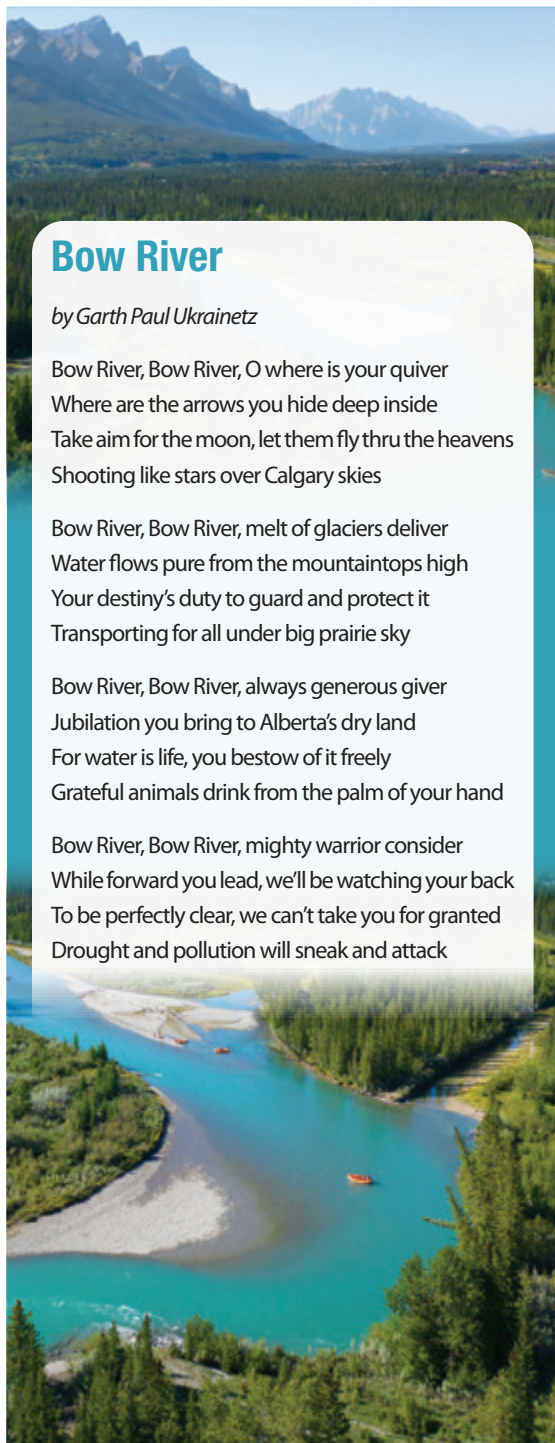 Bow River
by Garth Paul Ukrainetz
Bow River, Bow River, O where is your quiver
Where are the arrows you hide deep inside
Take aim for the moon, let them fly thru the heavens
Shooting like stars over Calgary skies
Bow River, Bow River, melt of glaciers deliver
Water flows pure from the mountaintops high
Your destiny's duty to guard and protect it
Transporting for all under big prairie sky
Bow River, Bow River, always generous giver
Jubilation you bring to Alberta's dry land
For water is life, you bestow of it freely
Grateful animals drink from the palm of your hand
Bow River, Bow River, mighty warrior consider
While forward you lead, we'll be watching your back
To be perfectly clear, we can't take you for granted
Drought and pollution will sneak and attack